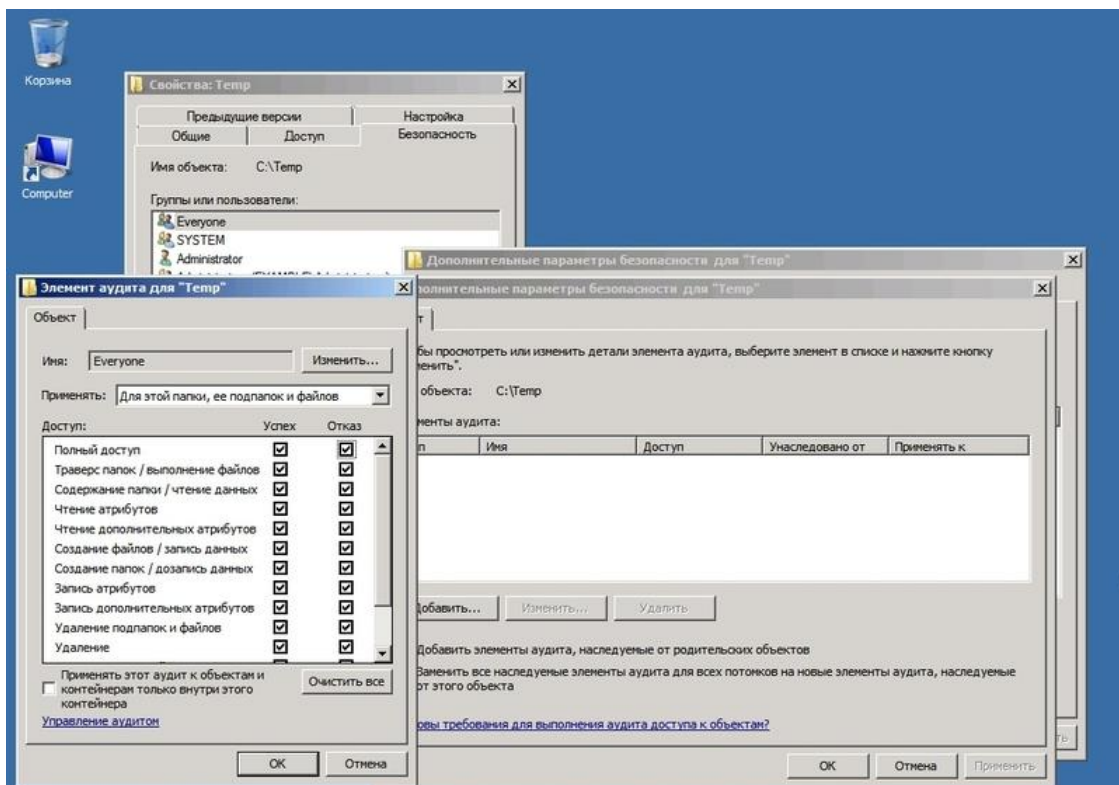 Корзина
Computer
Свойства: Temp
Предыдущие версии
Настройка
Общие
Доступ
Безопасность
Имя объекта: C:\Temp
Группы или пользователи:
Everyone
SYSTEM
Administrator
Дополнительные параметры безопасности для "Temp"
полнительные параметры безопасности для "Temp"
бы просмотреть или изменить детали элемента аудита, выберите элемент в списке и нажмите кнопку
менить".
объекта: C:\Temp
менты аудита:
п Имя Доступ Унаследовано от Применять к
Добавить... Изменить... Удалить
Добавить элементы аудита, наследуемые от родительских объектов
Заменить все наследуемые элементы аудита для всех потомков на новые элементы аудита, наследуемые
от этого объекта
овы требования для выполнения аудита доступа к объектам?
OK Отмена Применить
ть
Элемент аудита для "Temp"
Объект
Имя: Everyone Изменить...
Применять: Для этой папки, ее подпапок и файлов
Доступ: Успех Отказ
Полный доступ
Траверс папок / выполнение файлов
Содержание папки / чтение данных
Чтение атрибутов
Чтение дополнительных атрибутов
Создание файлов / запись данных
Создание папок / дозапись данных
Запись атрибутов
Запись дополнительных атрибутов
Удаление подпапок и файлов
Удаление
Применять этот аудит к объектам и
контейнерам только внутри этого
контейнера
Очистить все
Управление аудитом
OK Отмена